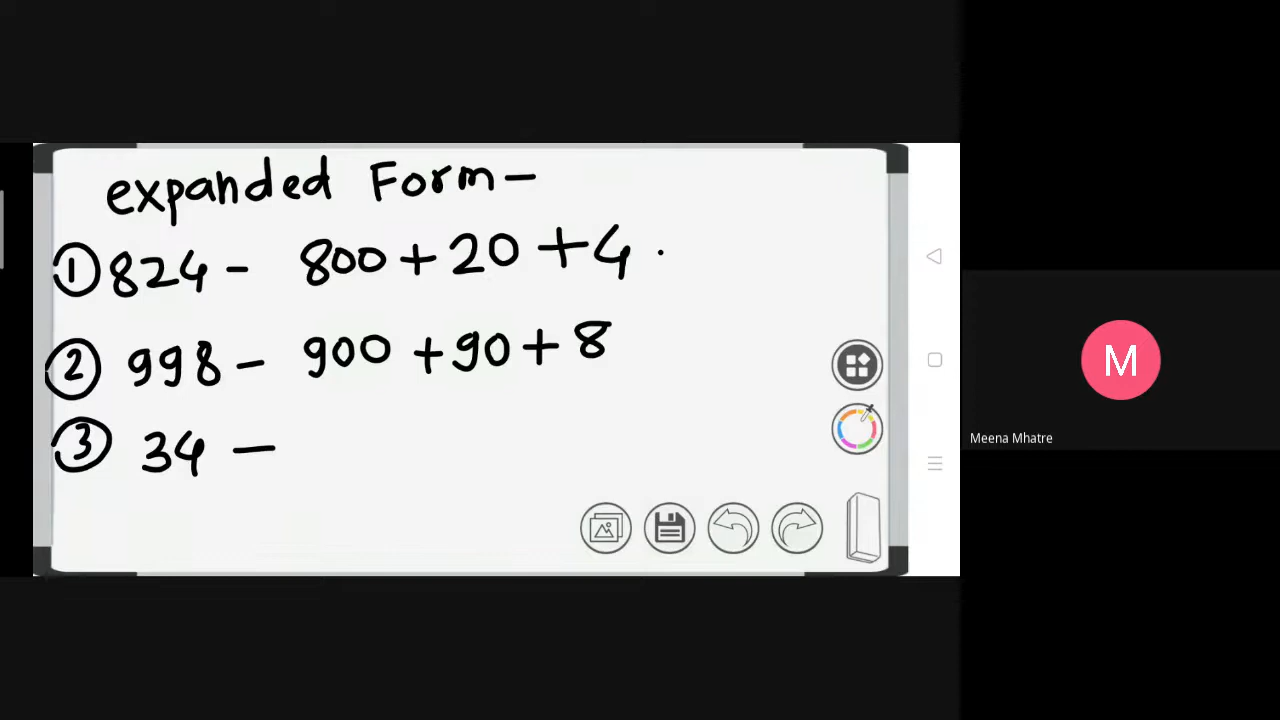 expanded Form -
① 824 - 800 + 20 + 4 .
② 998 - 900 + 90 + 8
③ 34 -
M
Meena Mhatre